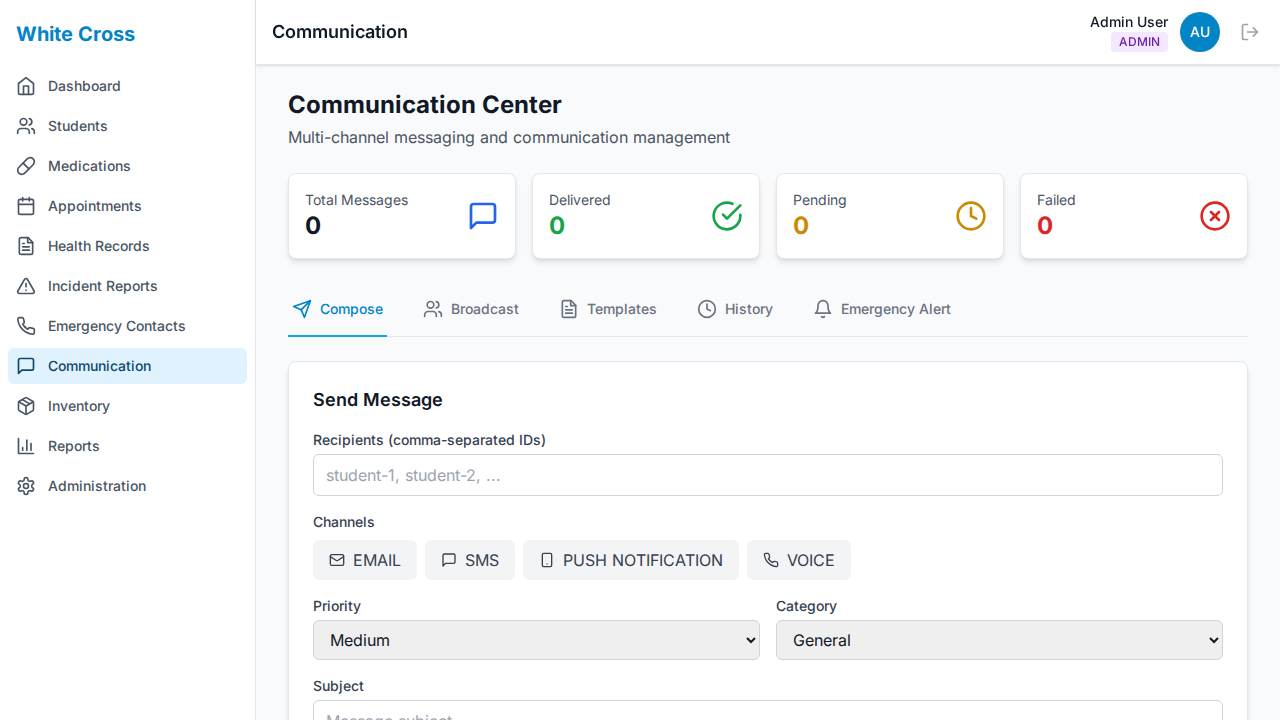 White Cross
Dashboard
Students
Medications
Appointments
Health Records
Incident Reports
Emergency Contacts
Communication
Inventory
Reports
Administration
Communication
Admin User
ADMIN
AU
Communication Center
Multi-channel messaging and communication management
Total Messages
0
Delivered
0
Pending
0
Failed
0
Compose
Broadcast
Templates
History
Emergency Alert
Send Message
Recipients (comma-separated IDs)
student-1, student-2, ...
Channels
EMAIL
SMS
PUSH NOTIFICATION
VOICE
Priority
Category
Medium
General
Subject
Message subject